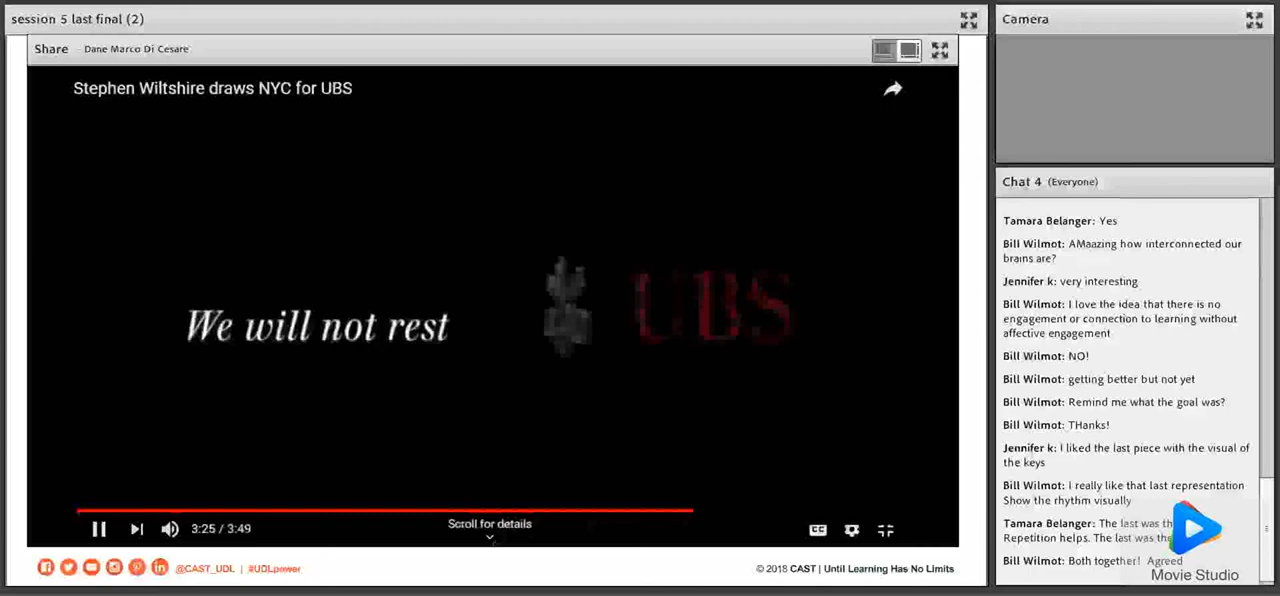 session 5 last final (2)
Share
Dane Marco Di Cesare
Stephen Wiltshire draws NYC for UBS
We will not rest
UBS
3:25 / 3:49
Scroll for details
CC
@CAST_UDL | #UDLpower
© 2018 CAST | Until Learning Has No Limits
Camera
Chat 4 (Everyone)
Tamara Belanger: Yes
Bill Wilmot: AMaazing how interconnected our
brains are?
Jennifer k: very interesting
Bill Wilmot: I love the idea that there is no
engagement or connection to learning without
affective engagement
Bill Wilmot: NO!
Bill Wilmot: getting better but not yet
Bill Wilmot: Remind me what the goal was?
Bill Wilmot: THanks!
Jennifer k: I liked the last piece with the visual of
the keys
Bill Wilmot: I really like that last representation
Show the rhythm visually
Tamara Belanger: The last was
Repetition helps. The last was
Bill Wilmot: Both together! Agreed
Movie Studio